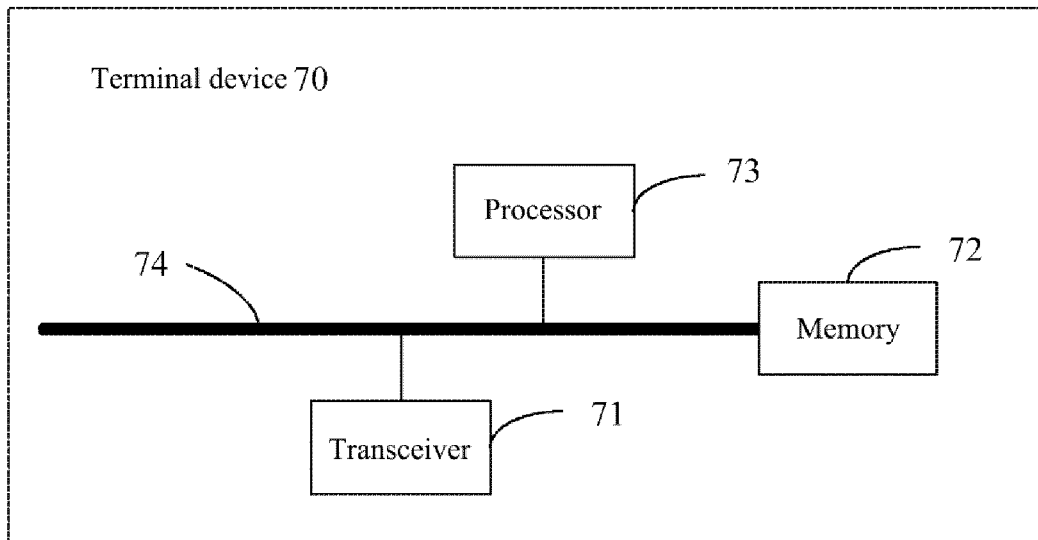 Terminal device 70
73
Processor
74
72
Memory
71
Transceiver